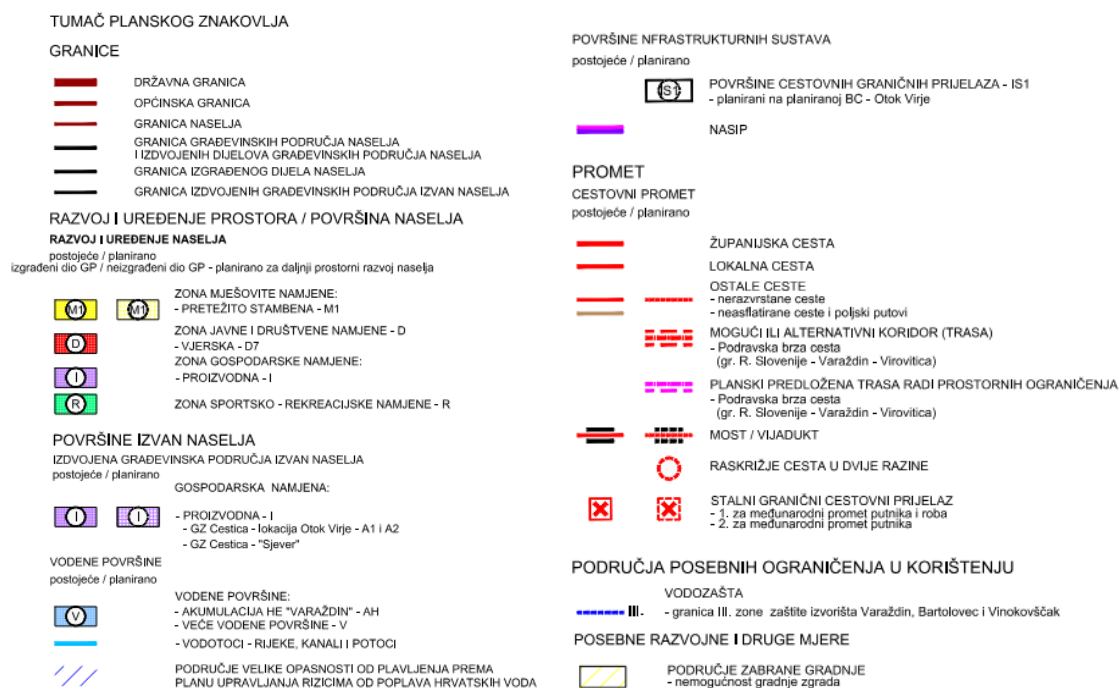 TUMAČ PLANSKOG ZNAKOVLJA
GRANICE
DRŽAVNA GRANICA
OPĆINSKA GRANICA
GRANICA NASELJA
GRANICA GRAĐEVINSKIH PODRUČJA NASELJA
I IZDVOJENIH DIJELOVA GRAĐEVINSKIH PODRUČJA NASELJA
GRANICA IZGRAĐENOG DIJELA NASELJA
GRANICA IZDVOJENIH GRAĐEVINSKIH PODRUČJA IZVAN NASELJA
RAZVOJ I UREĐENJE PROSTORA / POVRŠINA NASELJA
RAZVOJ I UREĐENJE NASELJA
postojeće / planirano
izgrađeni dio GP / neizgrađeni dio GP - planirano za daljnji prostorni razvoj naselja
ZONA MJEŠOVITE NAMJENE:
M1 M1 - PRETEŽITO STAMBENA - M1
ZONA JAVNE I DRUŠTVENE NAMJENE - D
D - VJERSKA - D7
ZONA GOSPODARSKE NAMJENE:
I - PROIZVODNA - I
R ZONA SPORTSKO - REKREACIJSKE NAMJENE - R
POVRŠINE IZVAN NASELJA
IZDVOJENA GRAĐEVINSKA PODRUČJA IZVAN NASELJA
postojeće / planirano
GOSPODARSKA NAMJENA:
I I - PROIZVODNA - I
- GZ Cestica - lokacija Otok Virje - A1 i A2
- GZ Cestica - "Sjever"
VODENE POVRŠINE
postojeće / planirano
VODENE POVRŠINE:
- AKUMULACIJA HE "VARAŽDIN" - AH
V - VEĆE VODENE POVRŠINE - V
- VODOTOCI - RIJEKE, KANALI I POTOCI
PODRUČJE VELIKE OPASNOSTI OD PLAVLJENJA PREMA
PLANU UPRAVLJANJA RIZICIMA OD POPLAVA HRVATSKIH VODA
POVRŠINE NFRASTRUKTURNIH SUSTAVA
postojeće / planirano
IS1 POVRŠINE CESTOVNIH GRANIČNIH PRIJELAZA - IS1
- planirani na planiranoj BC - Otok Virje
NASIP
PROMET
CESTOVNI PROMET
postojeće / planirano
ŽUPANIJSKA CESTA
LOKALNA CESTA
OSTALE CESTE
- nerazvrstane ceste
- neasflatirane ceste i poljski putovi
MOGUĆI ILI ALTERNATIVNI KORIDOR (TRASA)
- Podravska brza cesta
(gr. R. Slovenije - Varaždin - Virovitica)
PLANSKI PREDLOŽENA TRASA RADI PROSTORNIH OGRANIČENJA
- Podravska brza cesta
(gr. R. Slovenije - Varaždin - Virovitica)
MOST / VIJADUKT
RASKRIŽJE CESTA U DVIJE RAZINE
STALNI GRANIČNI CESTOVNI PRIJELAZ
- 1. za međunarodni promet putnika i roba
- 2. za međunarodni promet putnika
PODRUČJA POSEBNIH OGRANIČENJA U KORIŠTENJU
VODOZAŠTA
III. - granica III. zone zaštite izvorišta Varaždin, Bartolovec i Vinokovščak
POSEBNE RAZVOJNE I DRUGE MJERE
PODRUČJE ZABRANE GRADNJE
- nemogućnost gradnje zgrada